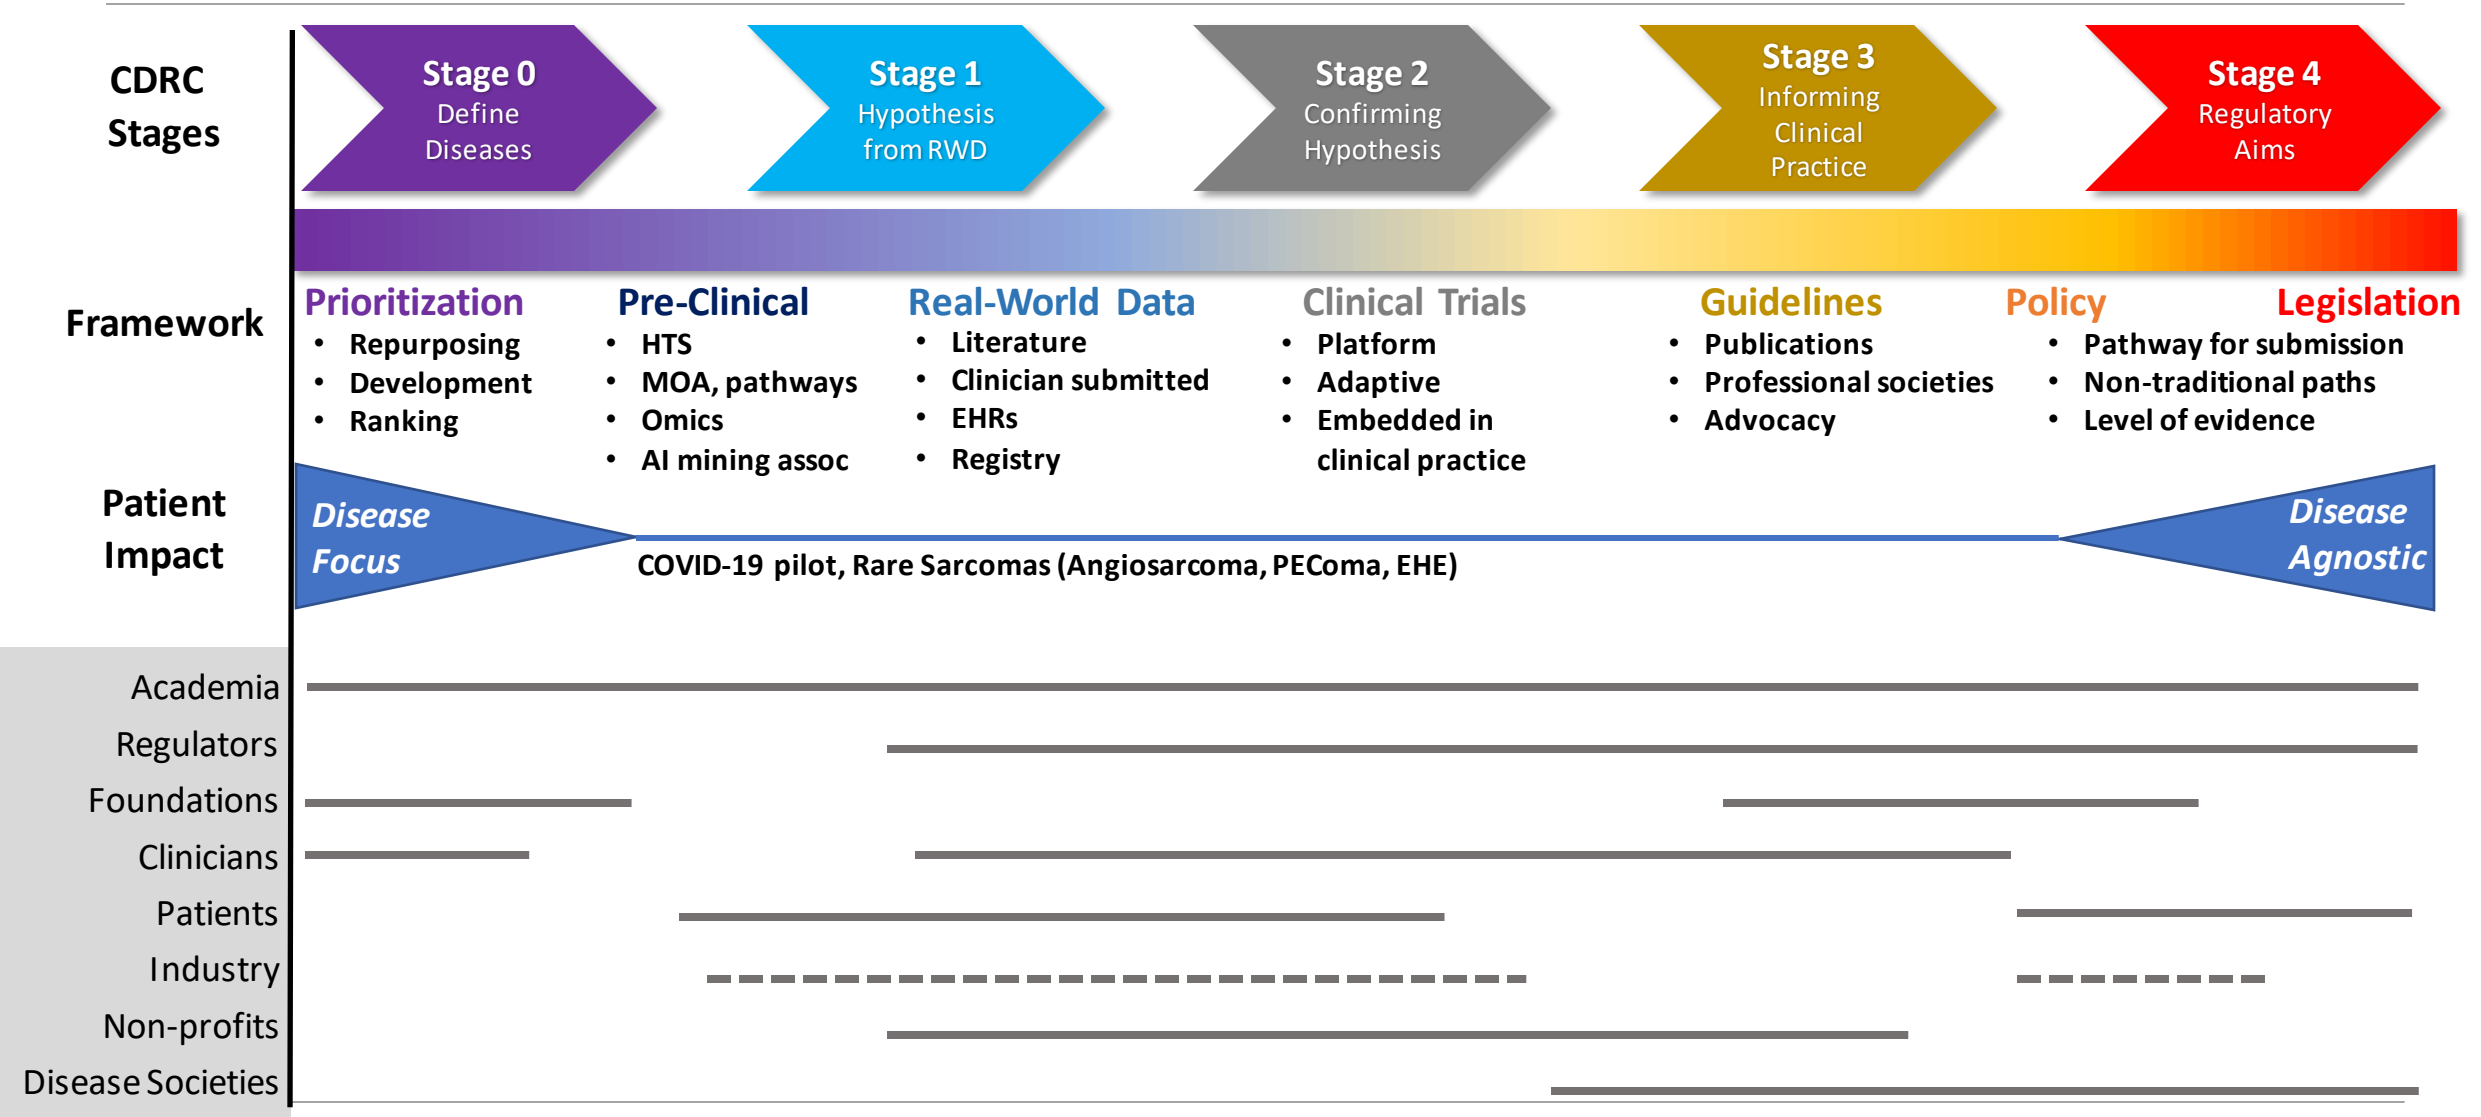 CDRC
Stages
Stage 0
Define
Diseases
Stage 1
Hypothesis
from RWD
Stage 2
Confirming
Hypothesis
Stage 3
Informing
Clinical
Practice
Stage 4
Regulatory
Aims
Framework
Prioritization
• Repurposing
• Development
• Ranking
Pre-Clinical
• HTS
• MOA, pathways
• Omics
• AI mining assoc
Real-World Data
• Literature
• Clinician submitted
• EHRs
• Registry
Clinical Trials
• Platform
• Adaptive
• Embedded in
clinical practice
Guidelines
• Publications
• Professional societies
• Advocacy
Policy
Legislation
• Pathway for submission
• Non-traditional paths
• Level of evidence
Patient
Impact
Disease
Focus
COVID-19 pilot, Rare Sarcomas (Angiosarcoma, PEComa, EHE)
Disease
Agnostic
Academia
Regulators
Foundations
Clinicians
Patients
Industry
Non-profits
Disease Societies